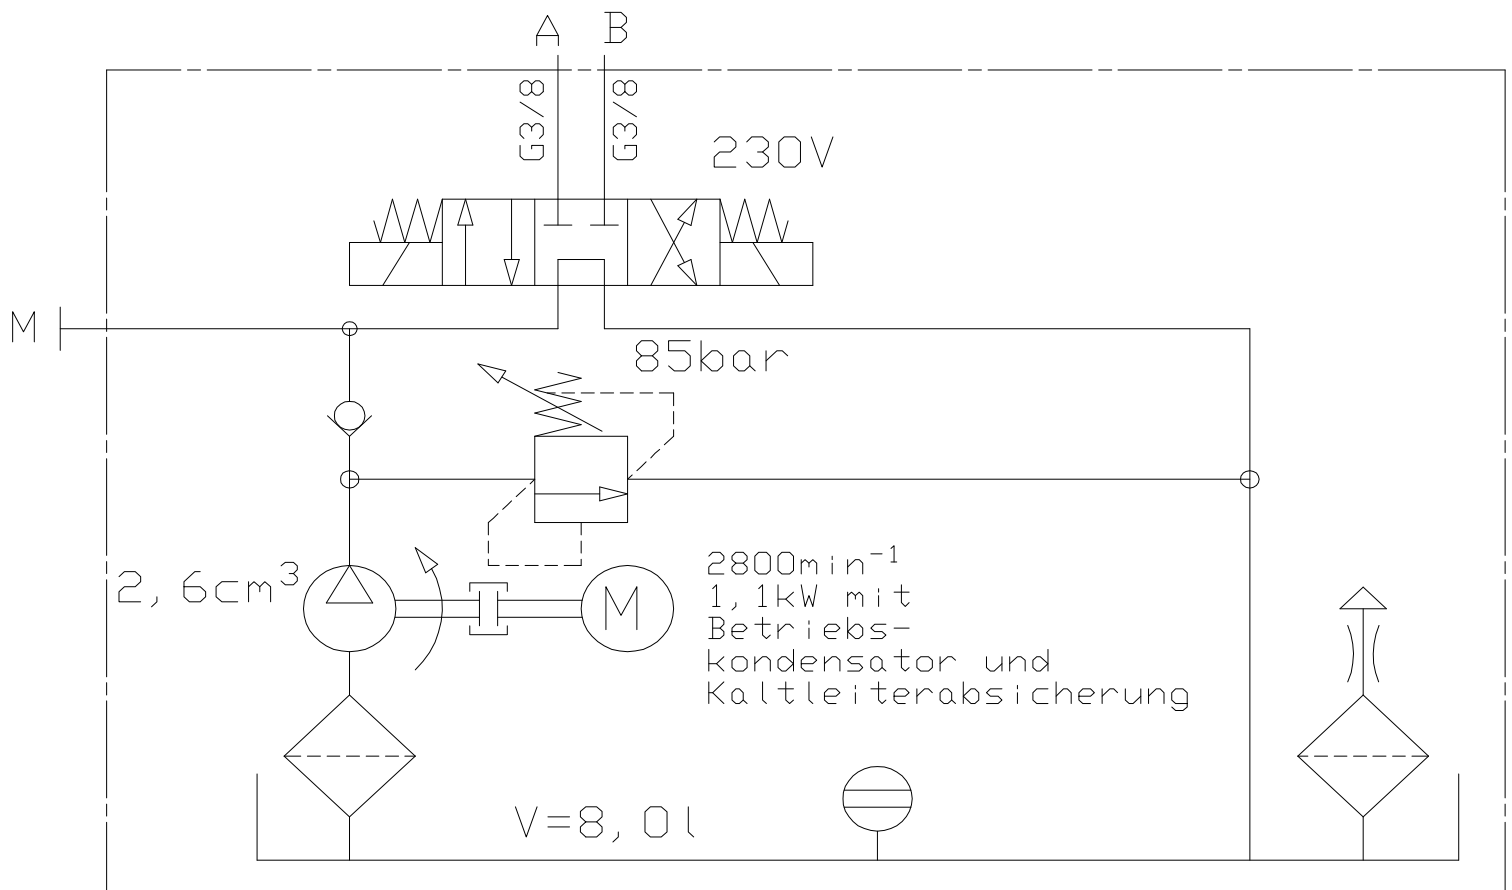 A B
G3/8 G3/8
230V
M
85bar
2,6cm³
M
2800min⁻¹
1,1kW mit
Betriebs-
kondensator und
Kaltleiterabsicherung
V=8,0l